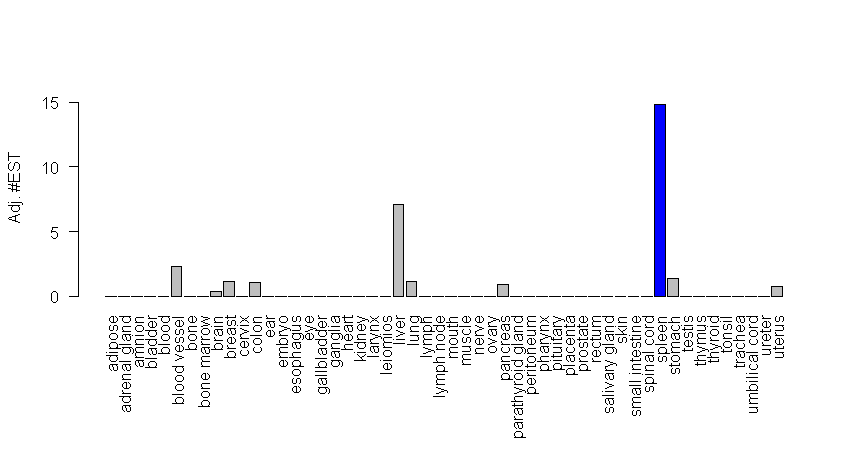 Adj. #EST
15
10
5
0
adipose
adrenal gland
amnion
bladder
blood
blood vessel
bone
bone marrow
brain
breast
cervix
colon
ear
embryo
esophagus
eye
gallbladder
ganglia
heart
kidney
larynx
leiomios
liver
lung
lymph
lymph node
mouth
muscle
nerve
ovary
pancreas
parathyroid gland
peritoneum
pharynx
pituitary
placenta
prostate
rectum
salivary gland
skin
small intestine
spinal cord
spleen
stomach
testis
thymus
thyroid
tonsil
trachea
umbilical cord
ureter
uterus